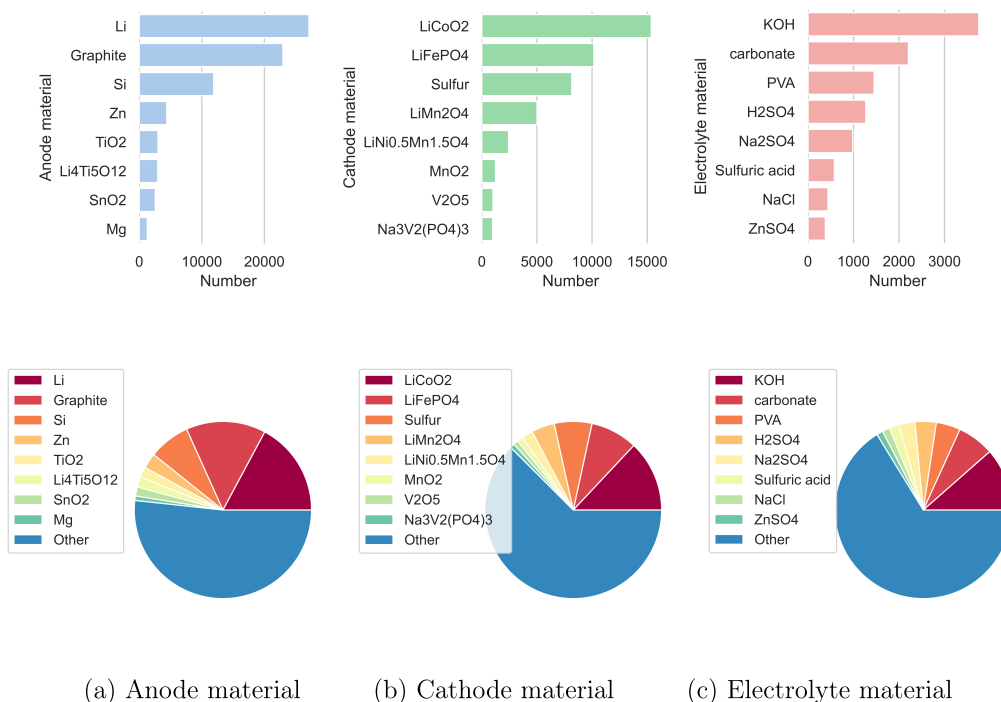 Anode material
Li
Graphite
Si
Zn
TiO2
Li4Ti5O12
SnO2
Mg
0 10000 20000
Number
Cathode material
LiCoO2
LiFePO4
Sulfur
LiMn2O4
LiNi0.5Mn1.5O4
MnO2
V2O5
Na3V2(PO4)3
0 5000 10000 15000
Number
Electrolyte material
KOH
carbonate
PVA
H2SO4
Na2SO4
Sulfuric acid
NaCl
ZnSO4
0 1000 2000 3000
Number
Li
Graphite
Si
Zn
TiO2
Li4Ti5O12
SnO2
Mg
Other
LiCoO2
LiFePO4
Sulfur
LiMn2O4
LiNi0.5Mn1.5O4
MnO2
V2O5
Na3V2(PO4)3
Other
KOH
carbonate
PVA
H2SO4
Na2SO4
Sulfuric acid
NaCl
ZnSO4
Other
(a) Anode material
(b) Cathode material
(c) Electrolyte material